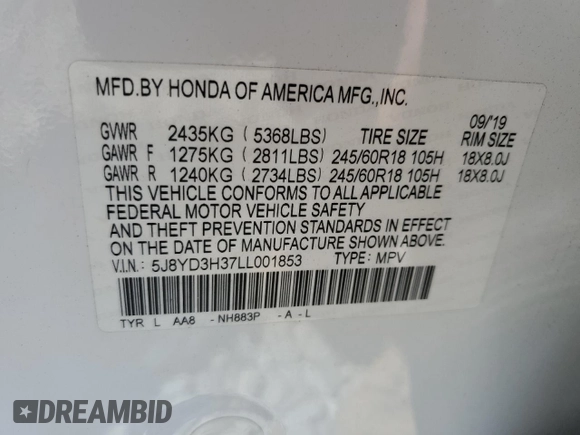 MFD.BY HONDA OF AMERICA MFG.,INC.
09/19
GVWR 2435KG ( 5368LBS) TIRE SIZE RIM SIZE
GAWR F 1275KG ( 2811LBS) 245/60R18 105H 18X8.0J
GAWR R 1240KG ( 2734LBS) 245/60R18 105H 18X8.0J
THIS VEHICLE CONFORMS TO ALL APPLICABLE
FEDERAL MOTOR VEHICLE SAFETY
AND THEFT PREVENTION STANDARDS IN EFFECT
ON THE DATE OF MANUFACTURE SHOWN ABOVE.
V.I.N.: 5J8YD3H37LL001853 TYPE: MPV
TYR L AA8 -NH883P -A-L
DREAMBID